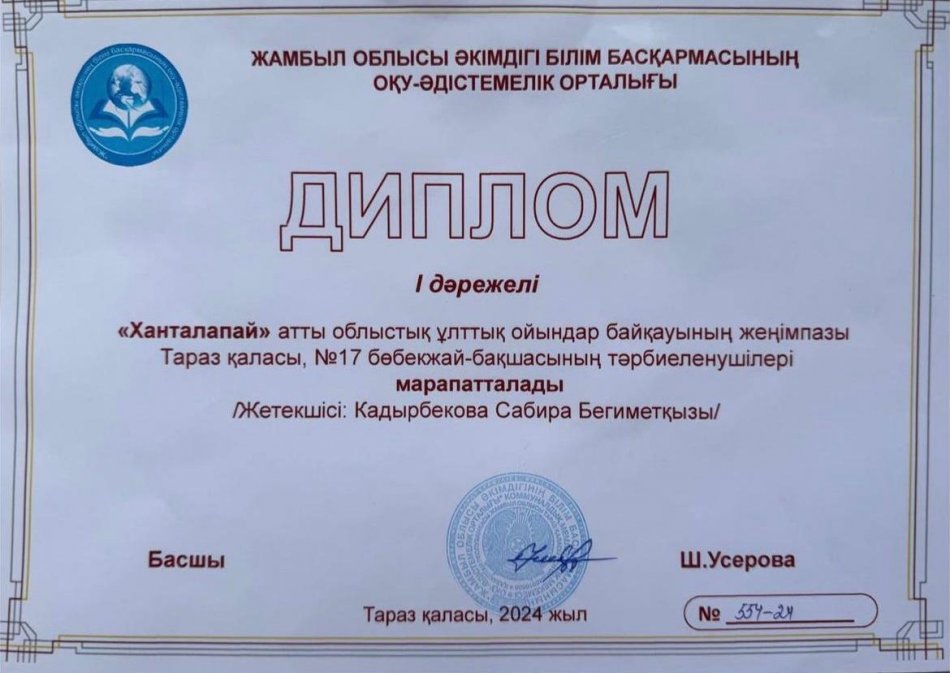 ЖАМБЫЛ ОБЛЫСЫ ӘКІМДІГІ БІЛІМ БАСҚАРМАСЫНЫҢ
ОҚУ-ӘДІСТЕМЕЛІК ОРТАЛЫҒЫ
ДИПЛОМ
І дәрежелі
«Ханталапай» атты облыстық ұлттық ойындар байқауының жеңімпазы
Тараз қаласы, №17 бөбекжай-бақшасының тәрбиеленушілері
марапатталады
/Жетекшісі: Кадырбекова Сабира Бегиметқызы/
Басшы
Ш.Усерова
Тараз қаласы, 2024 жыл
№ 554-24